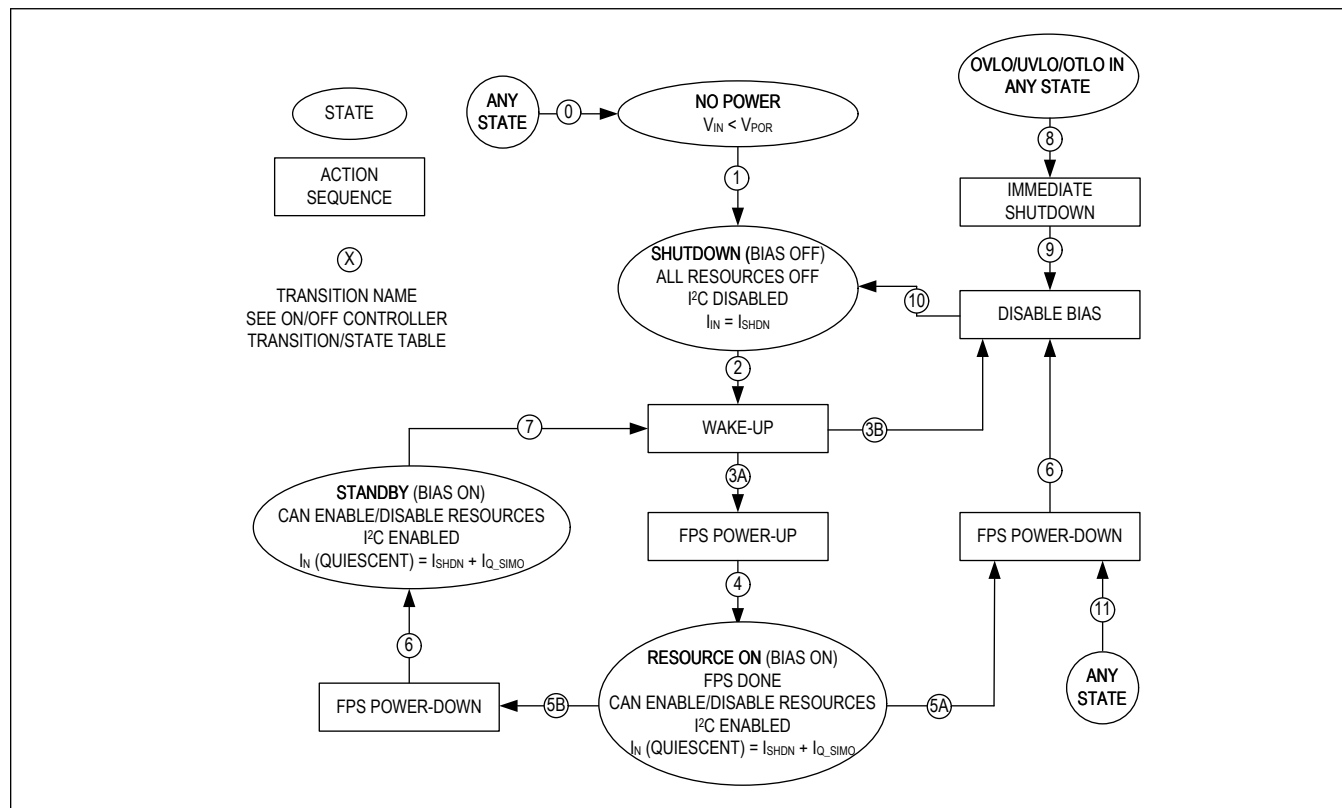 STATE
ACTION
SEQUENCE
X
TRANSITION NAME
SEE ON/OFF CONTROLLER
TRANSITION/STATE TABLE
ANY
STATE
0
NO POWER
VIN < VPOR
1
SHUTDOWN (BIAS OFF)
ALL RESOURCES OFF
I²C DISABLED
IIN = ISHDN
2
WAKE-UP
3A
3B
FPS POWER-UP
4
RESOURCE ON (BIAS ON)
FPS DONE
CAN ENABLE/DISABLE RESOURCES
I²C ENABLED
IN (QUIESCENT) = ISHDN + IQ_SIMO
5B
FPS POWER-DOWN
6
STANDBY (BIAS ON)
CAN ENABLE/DISABLE RESOURCES
I²C ENABLED
IN (QUIESCENT) = ISHDN + IQ_SIMO
7
5A
OVLO/UVLO/OTLO IN
ANY STATE
8
IMMEDIATE
SHUTDOWN
9
DISABLE BIAS
10
6
FPS POWER-DOWN
11
ANY
STATE